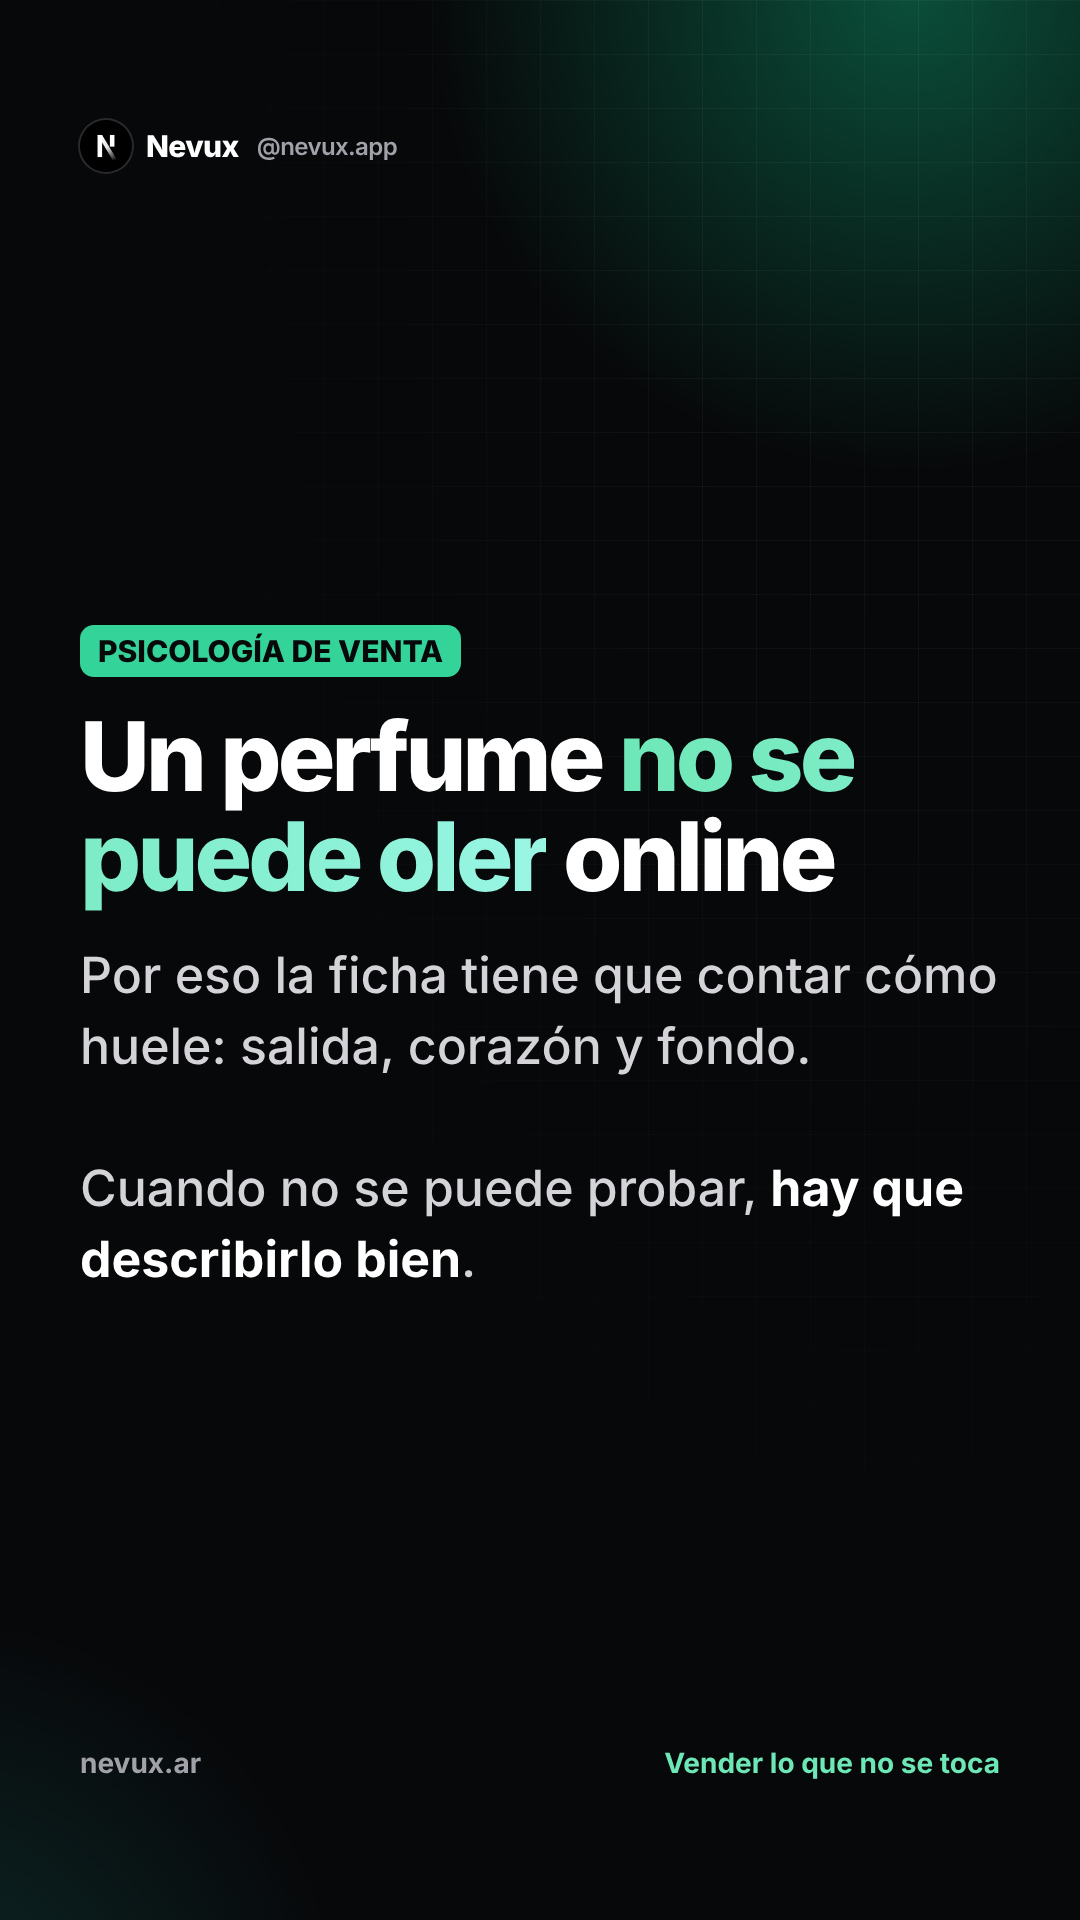 Nevux @nevux.app
PSICOLOGÍA DE VENTA
Un perfume no se
puede oler online
Por eso la ficha tiene que contar cómo
huele: salida, corazón y fondo.
Cuando no se puede probar, hay que
describirlo bien.
nevux.ar
Vender lo que no se toca